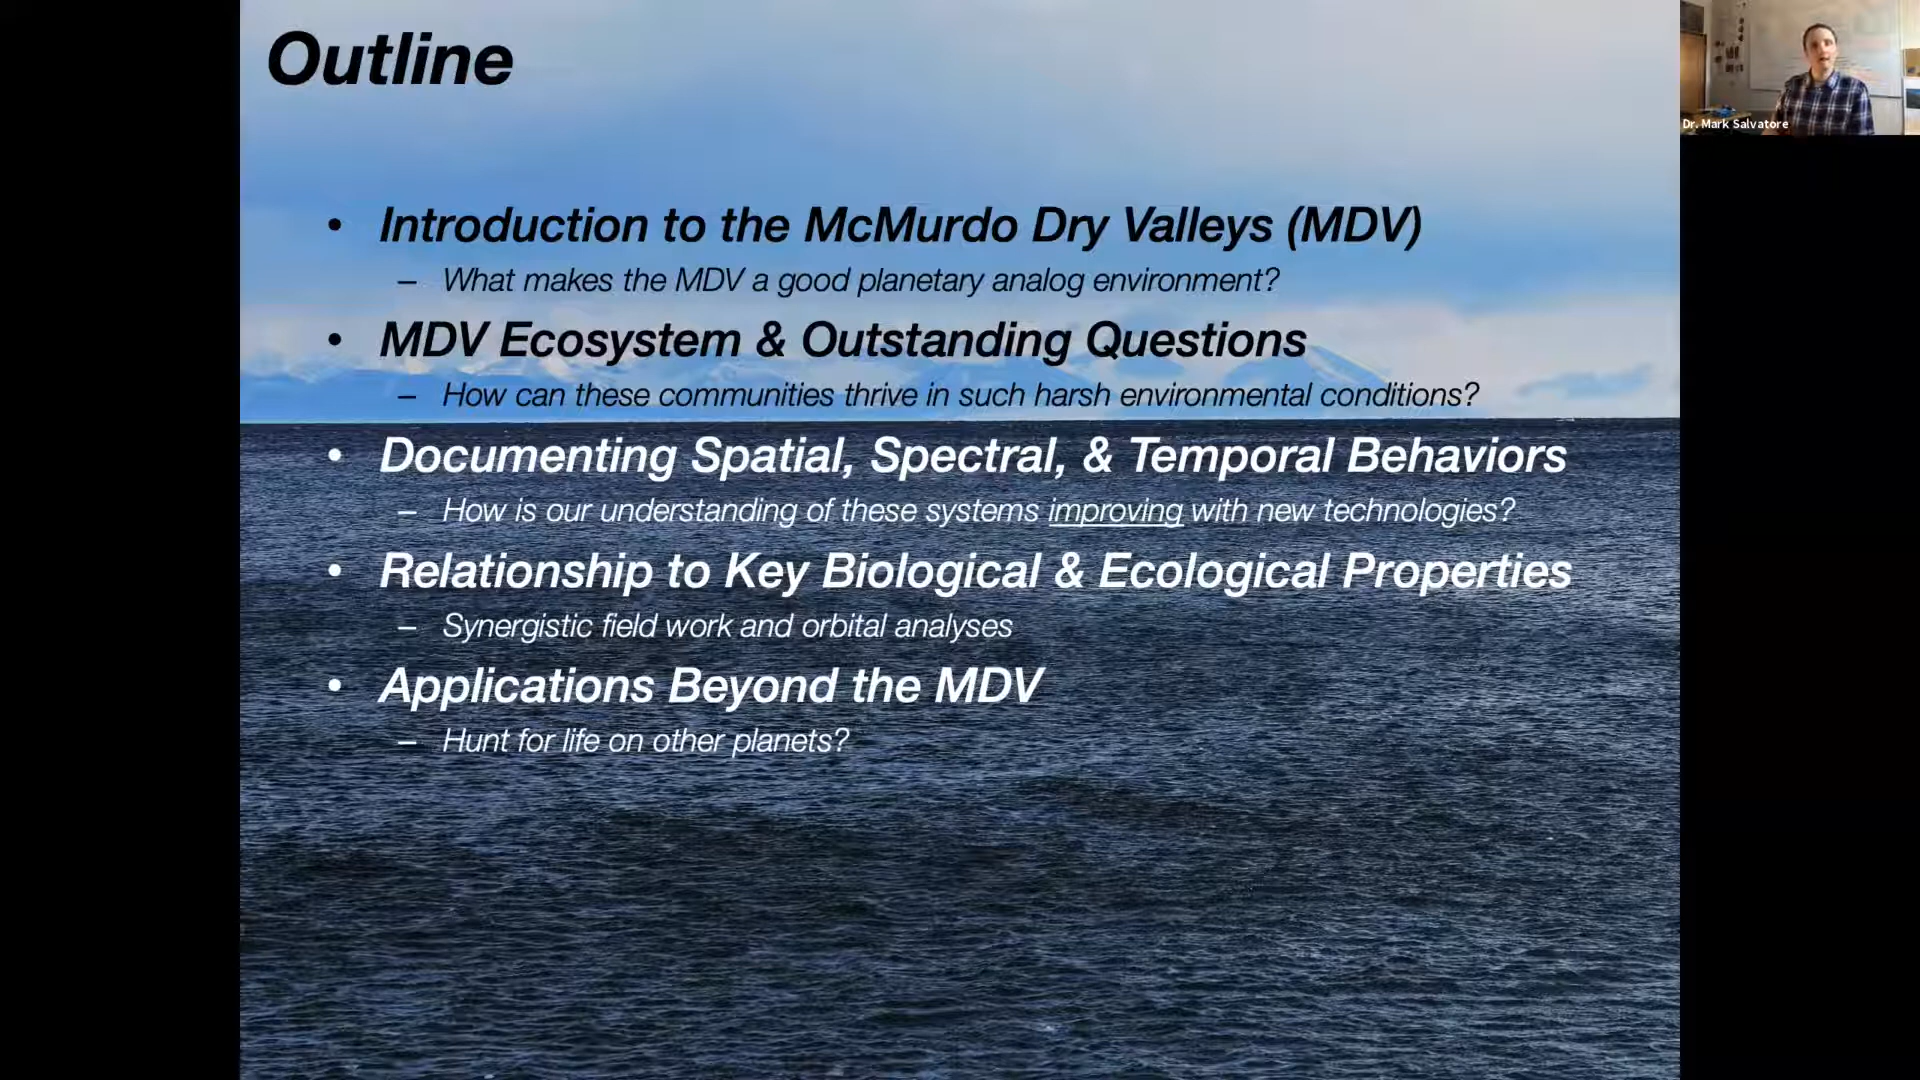 Outline
• Introduction to the McMurdo Dry Valleys (MDV)
– What makes the MDV a good planetary analog environment?
• MDV Ecosystem & Outstanding Questions
– How can these communities thrive in such harsh environmental conditions?
• Documenting Spatial, Spectral, & Temporal Behaviors
– How is our understanding of these systems improving with new technologies?
• Relationship to Key Biological & Ecological Properties
– Synergistic field work and orbital analyses
• Applications Beyond the MDV
– Hunt for life on other planets?
Dr. Mark Salvatore